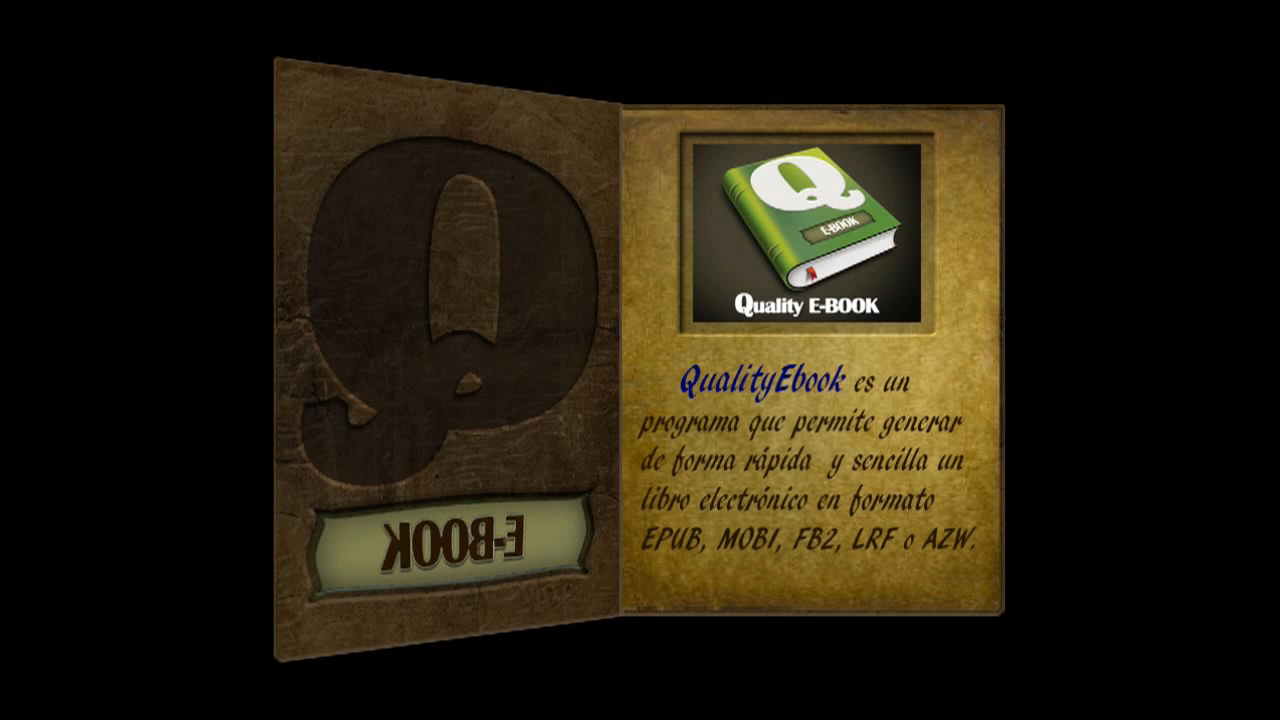 Q
E-BOOK
Q
E-BOOK
Quality E-BOOK
QualityEbook es un
programa que permite generar
de forma rápida y sencilla un
libro electrónico en formato
EPUB, MOBI, FB2, LRF o AZW.